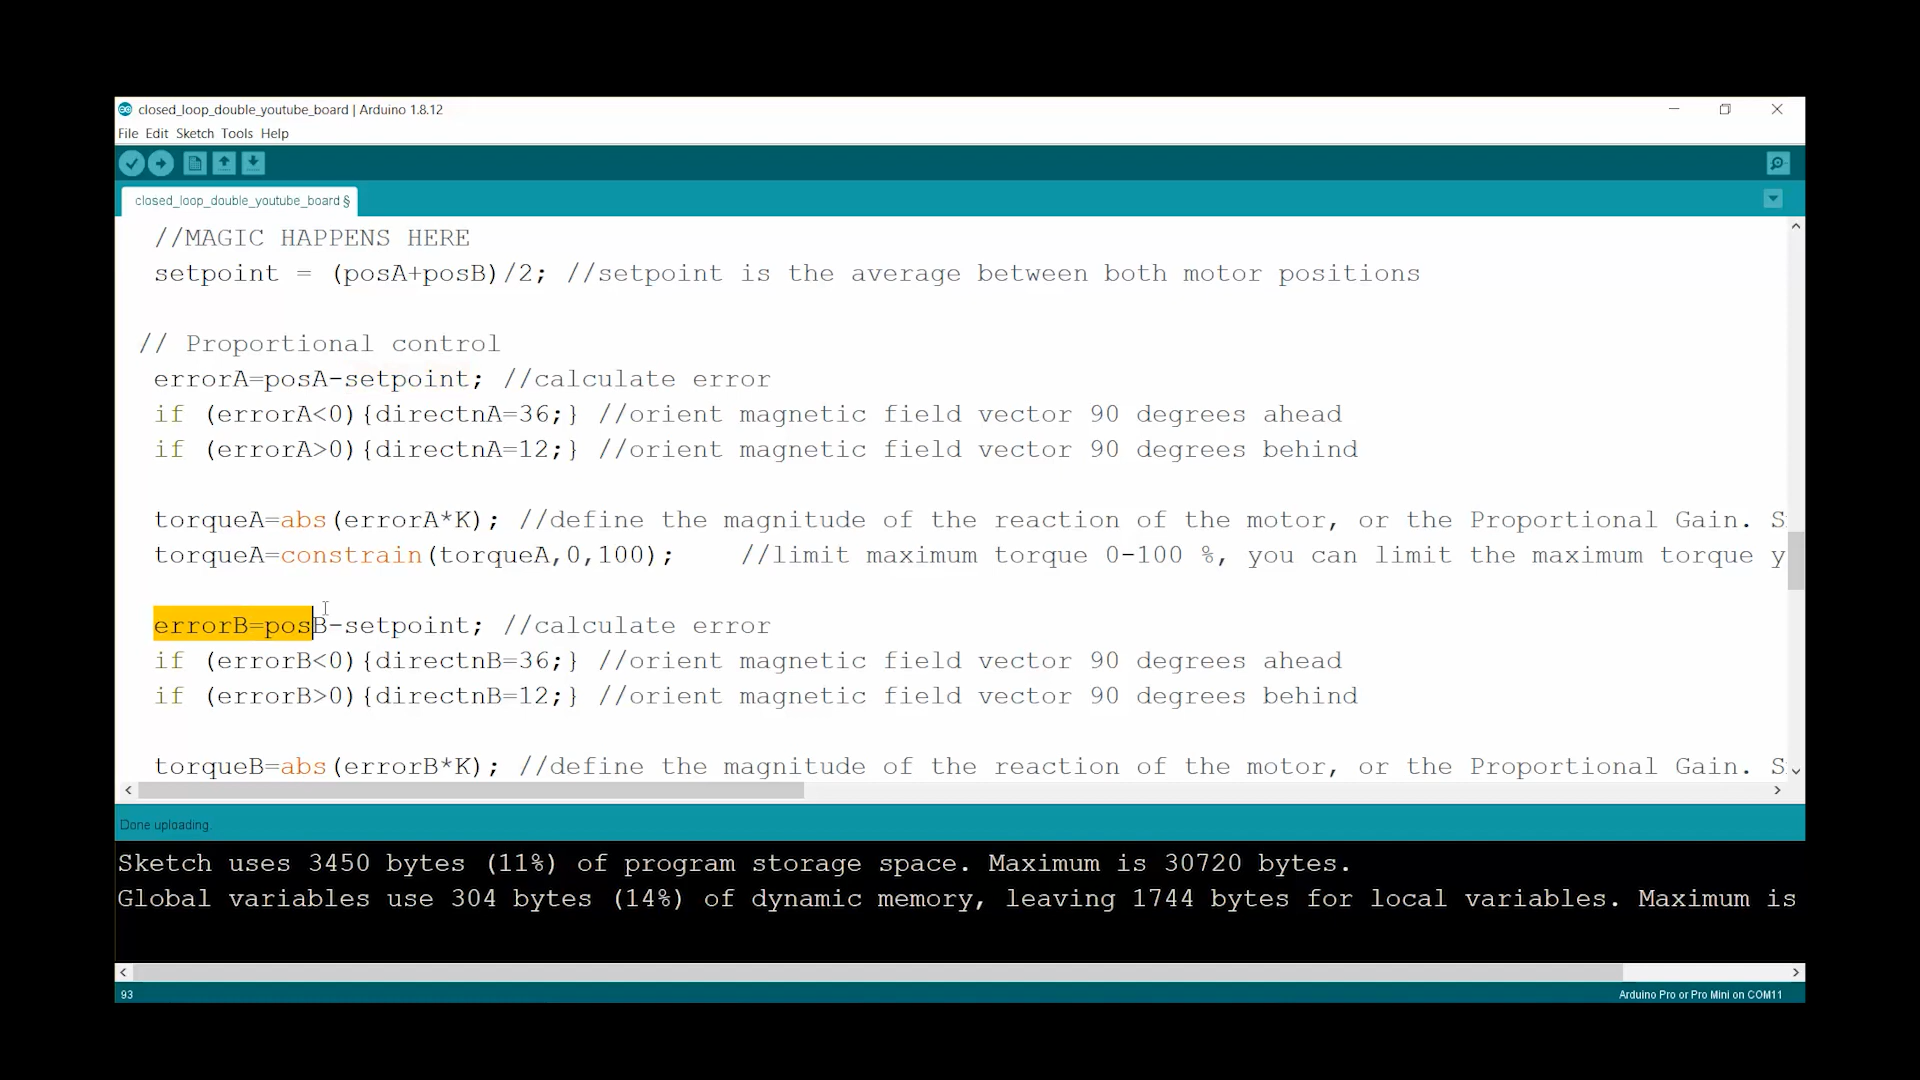 closed_loop_double_youtube_board | Arduino 1.8.12
File Edit Sketch Tools Help
closed_loop_double_youtube_board §
//MAGIC HAPPENS HERE
setpoint = (posA+posB)/2; //setpoint is the average between both motor positions
// Proportional control
errorA=posA-setpoint; //calculate error
if (errorA<0){directnA=36;} //orient magnetic field vector 90 degrees ahead
if (errorA>0){directnA=12;} //orient magnetic field vector 90 degrees behind
torqueA=abs(errorA*K); //define the magnitude of the reaction of the motor, or the Proportional Gain. S
torqueA=constrain(torqueA,0,100); //limit maximum torque 0-100 %, you can limit the maximum torque y
errorB=posB-setpoint; //calculate error
if (errorB<0){directnB=36;} //orient magnetic field vector 90 degrees ahead
if (errorB>0){directnB=12;} //orient magnetic field vector 90 degrees behind
torqueB=abs(errorB*K); //define the magnitude of the reaction of the motor, or the Proportional Gain. S
Done uploading.
Sketch uses 3450 bytes (11%) of program storage space. Maximum is 30720 bytes.
Global variables use 304 bytes (14%) of dynamic memory, leaving 1744 bytes for local variables. Maximum is
93
Arduino Pro or Pro Mini on COM11